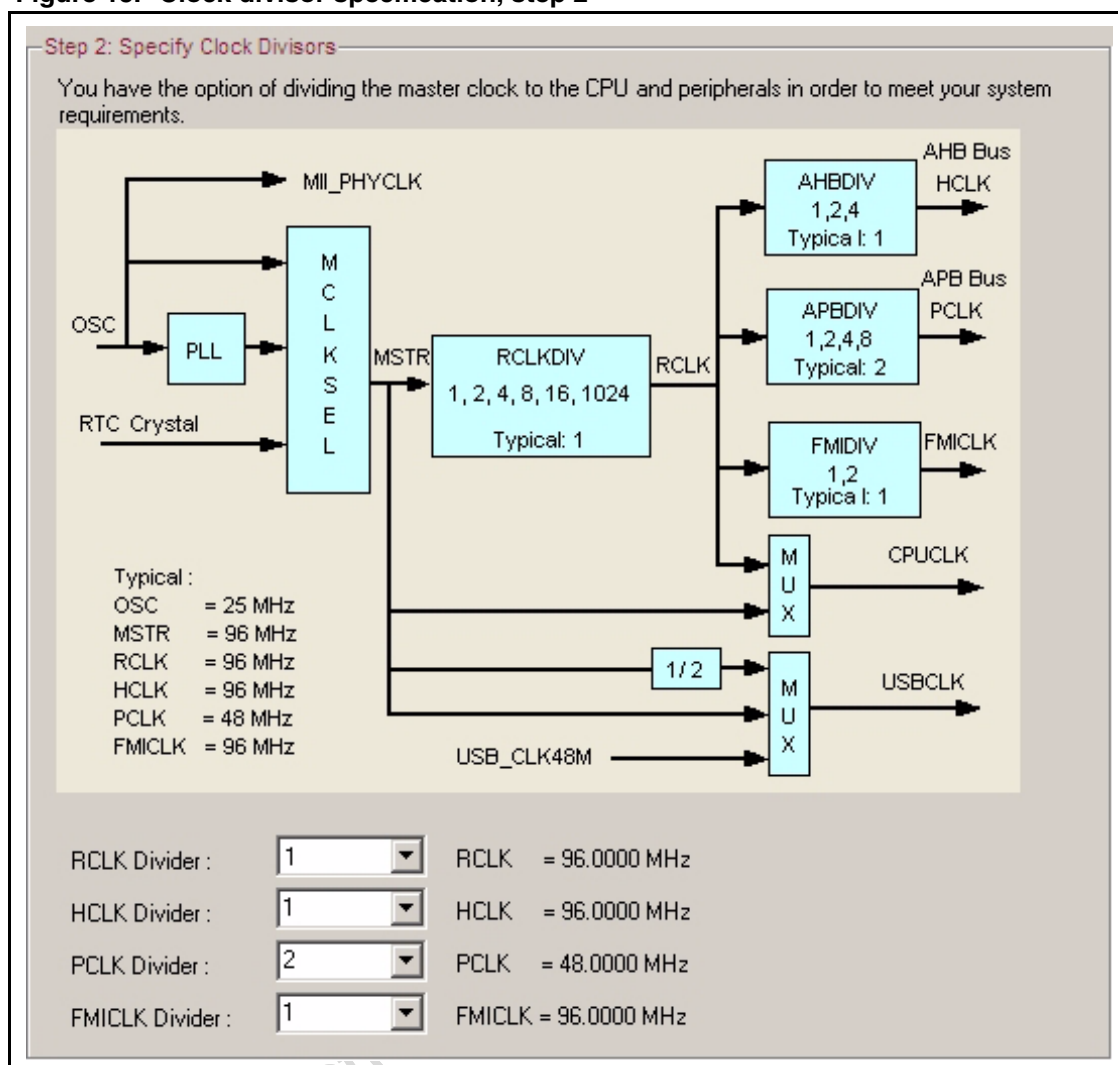 Figure 10. Clock divisor specification, step 2
Step 2: Specify Clock Divisors
You have the option of dividing the master clock to the CPU and peripherals in order to meet your system
requirements.
MII_PHYCLK
OSC
PLL
RTC Crystal
M
C
L
K
S
E
L
MSTR
RCLKDIV
1, 2, 4, 8, 16, 1024
Typical: 1
RCLK
AHBDIV
1,2,4
Typica l: 1
AHB Bus
HCLK
APBDIV
1,2,4,8
Typical: 2
APB Bus
PCLK
FMIDIV
1,2
Typica l: 1
FMICLK
M
U
X
CPUCLK
1/ 2
M
U
X
USBCLK
USB_CLK48M
Typical :
OSC = 25 MHz
MSTR = 96 MHz
RCLK = 96 MHz
HCLK = 96 MHz
PCLK = 48 MHz
FMICLK = 96 MHz
RCLK Divider : 1 RCLK = 96.0000 MHz
HCLK Divider : 1 HCLK = 96.0000 MHz
PCLK Divider : 2 PCLK = 48.0000 MHz
FMICLK Divider : 1 FMICLK = 96.0000 MHz